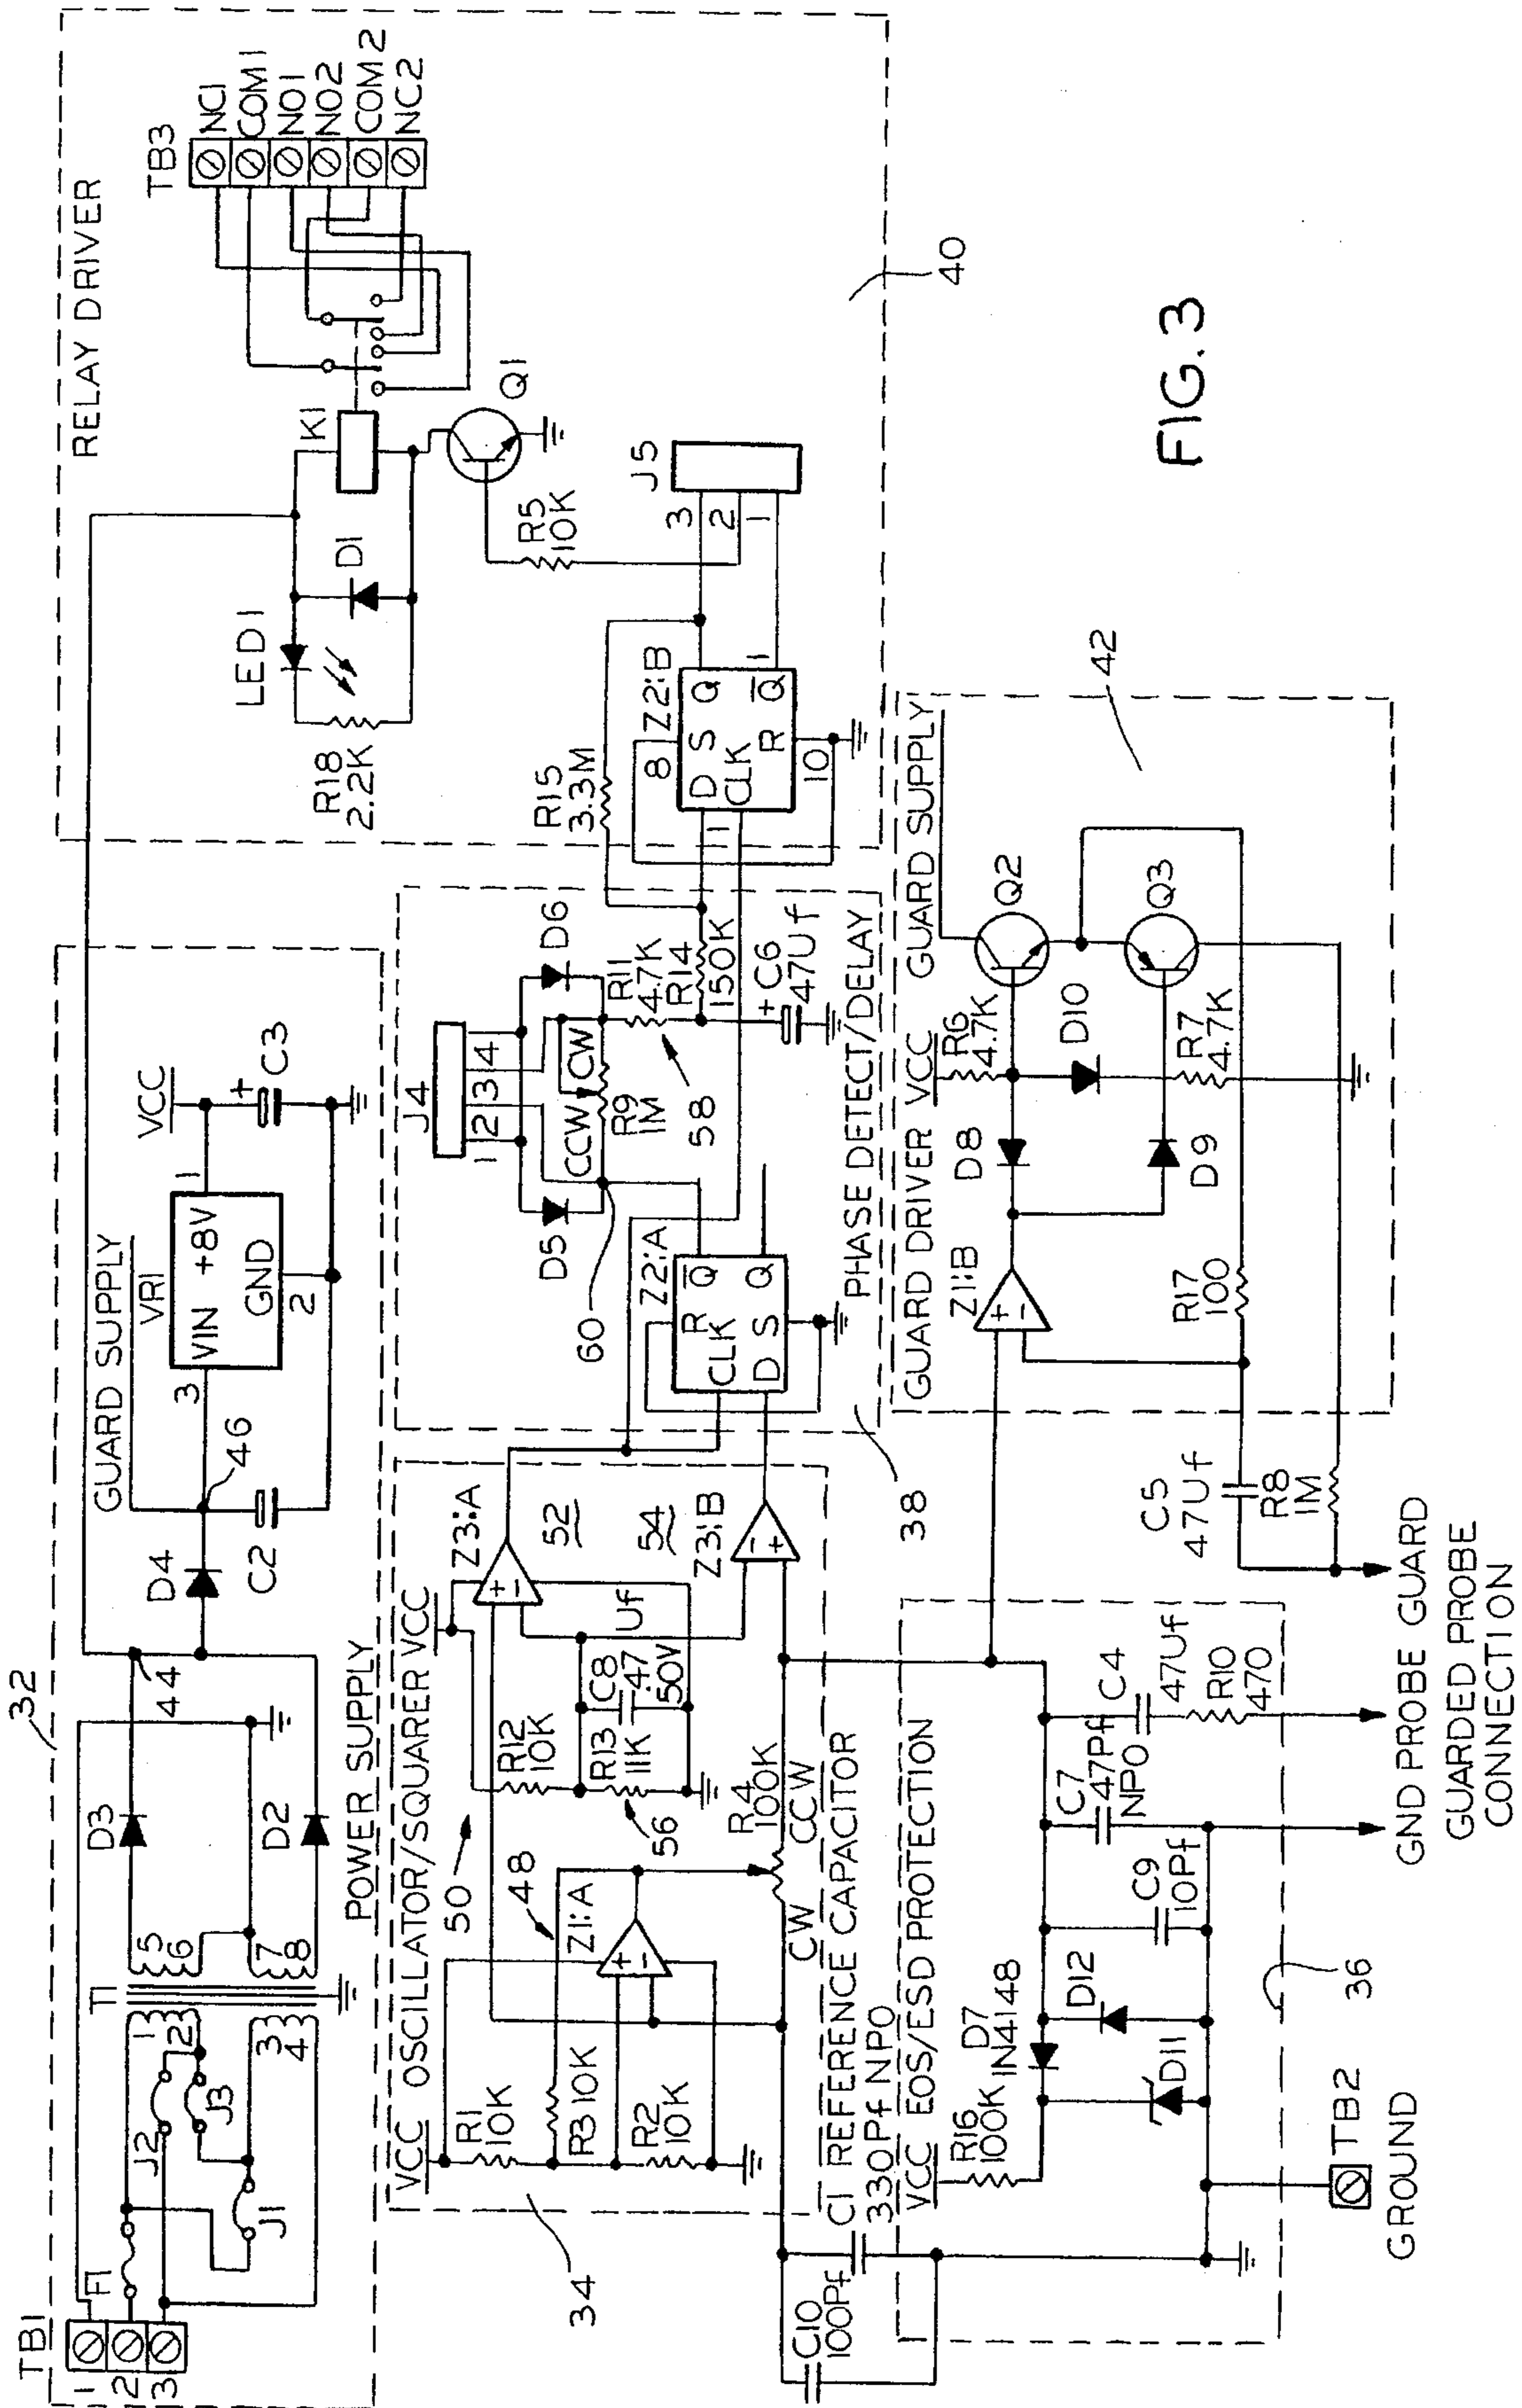 32
TB1
1
2
3
F1
J2
J3
J1
T1
1
2
3
4
5
6
7
8
D3
D2
44
D4
46
C2
GUARD SUPPLY
VR1
3
VIN +8V
GND
1
2
VCC
C3
+
POWER SUPPLY
RELAY DRIVER
LED1
D1
R18
2.2K
K1
Q1
R5
10K
TB3
NC1
COM1
NO1
NO2
COM2
NC2
R15
3.3M
Z2:B
8
D S Q
CLK
R Q
1
1
10
J5
3
2
1
40
VCC OSCILLATOR/SQUARER VCC
R1
10K
R3 10K
R2
10K
48
Z1:A
+
-
50
R12
10K
R13
11K
56
C8
.47
Uf
50V
Z3:A
+
-
52
54
Z3:B
-
+
R4
100K
CW
CCW
34
C1 REFERENCE CAPACITOR
330Pf NPO
C10
100Pf
J4
1 2 3 4
D5
D6
CCW
CW
R9
1M
R11
4.7K
R14
150K
+
C6
47Uf
58
60
Z2:A
R Q
CLK
D S Q
PHASE DETECT/DELAY
38
VCC EOS/ESD PROTECTION
R16
100K
D7
1N4148
D11
D12
C9
10Pf
C7
47Pf
NPO
C4
47Uf
R10
470
36
TB2
GROUND
GND PROBE GUARD
GUARDED PROBE
CONNECTION
GUARD DRIVER VCC GUARD SUPPLY
Z1:B
+
-
D8
D9
D10
R6
4.7K
R7
4.7K
Q2
Q3
R17
100
C5
47Uf
R8
1M
42
FIG.3